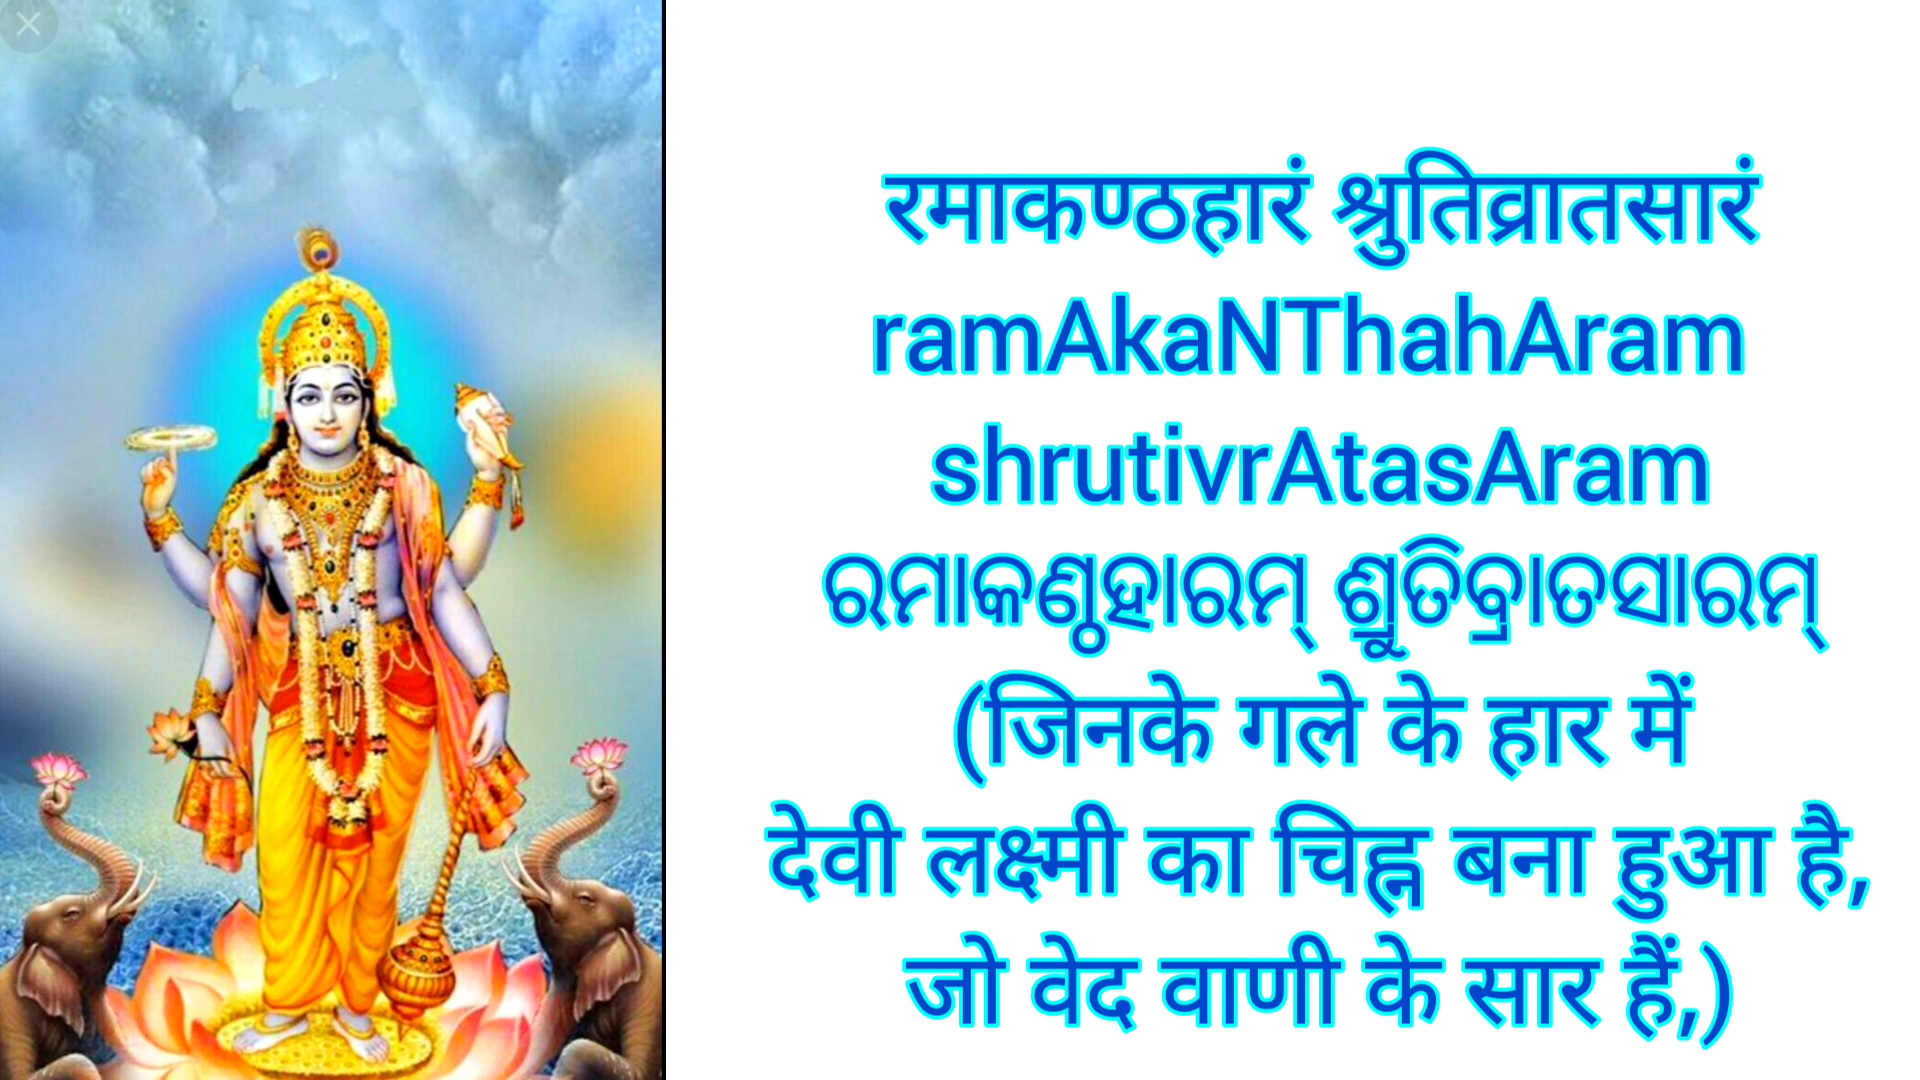 रमाकण्ठहारं श्रुतिव्रातसारं
ramAkaNThahAram
shrutivrAtasAram
ରମାକଣ୍ଠହାରମ୍ ଶ୍ରୁତିବ୍ରାତସାରମ୍
(जिनके गले के हार में
देवी लक्ष्मी का चिह्न बना हुआ है,
जो वेद वाणी के सार हैं,)